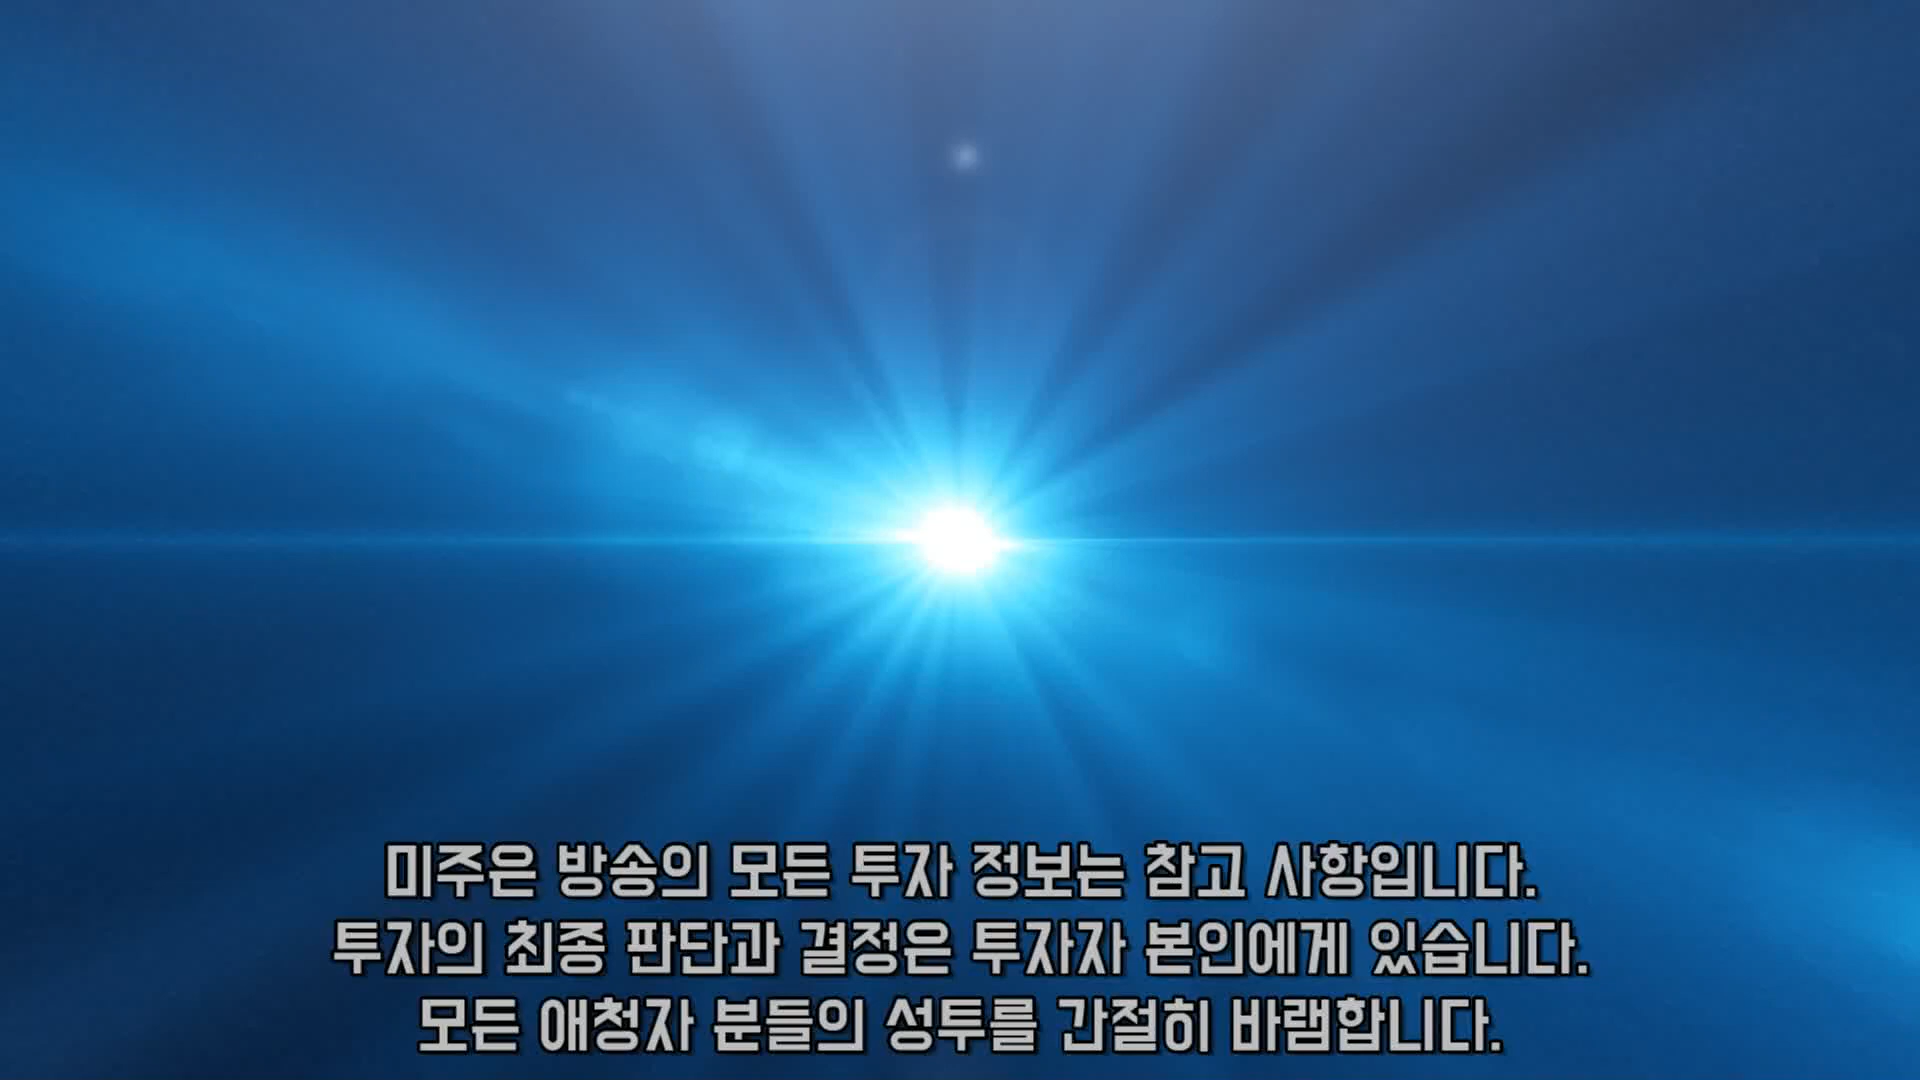 미주은 방송의 모든 투자 정보는 참고 사항입니다.
투자의 최종 판단과 결정은 투자자 본인에게 있습니다.
모든 애청자 분들의 성투를 간절히 바램합니다.